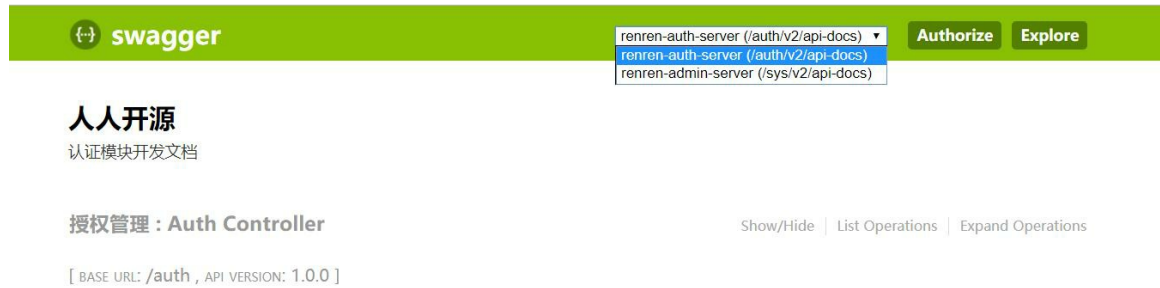 {··} swagger
renren-auth-server (/auth/v2/api-docs)
Authorize
Explore
renren-auth-server (/auth/v2/api-docs)
renren-admin-server (/sys/v2/api-docs)
人人开源
认证模块开发文档
授权管理 : Auth Controller
Show/Hide
List Operations
Expand Operations
[ BASE URL: /auth , API VERSION: 1.0.0 ]